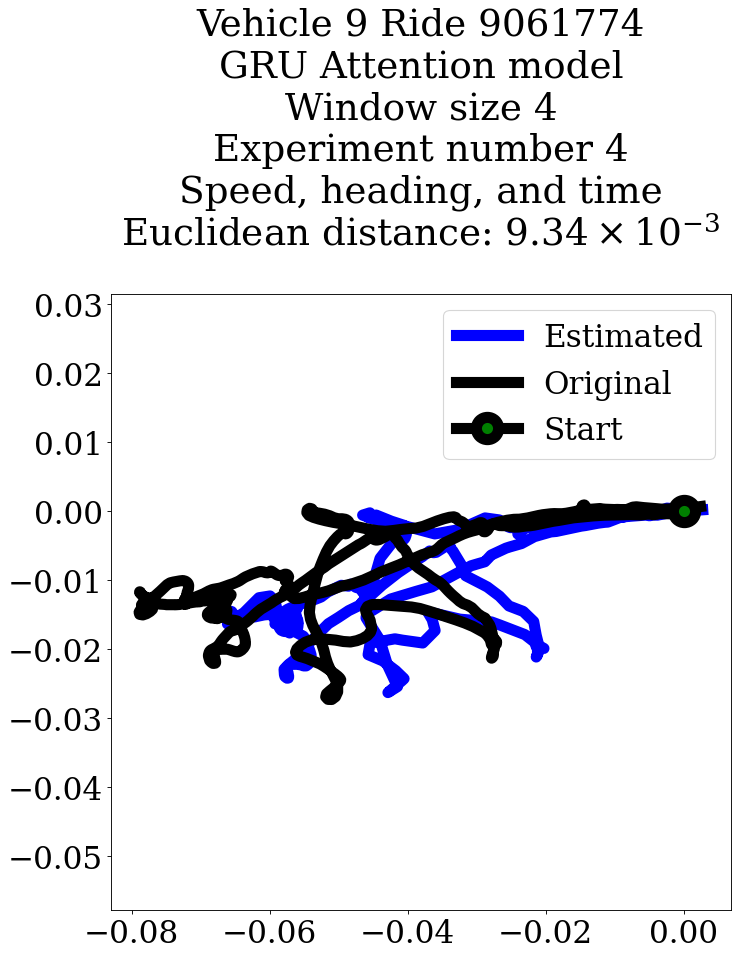 Vehicle 9 Ride 9061774
GRU Attention model
Window size 4
Experiment number 4
Speed, heading, and time
Euclidean distance: 9.34 × 10⁻³
Estimated
Original
Start
0.03
0.02
0.01
0.00
−0.01
−0.02
−0.03
−0.04
−0.05
−0.08 −0.06 −0.04 −0.02 0.00